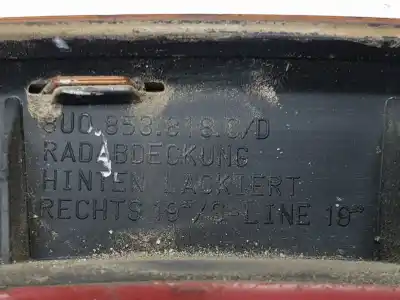 8U0.853.818.C/D
RADABDECKUNG
HINTEN LACKIERT
RECHTS 19"/S-LINE 19"